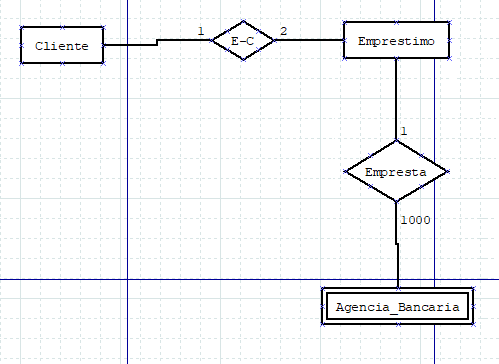 Cliente
1
E-C
2
Emprestimo
1
Empresta
1000
Agencia_Bancaria